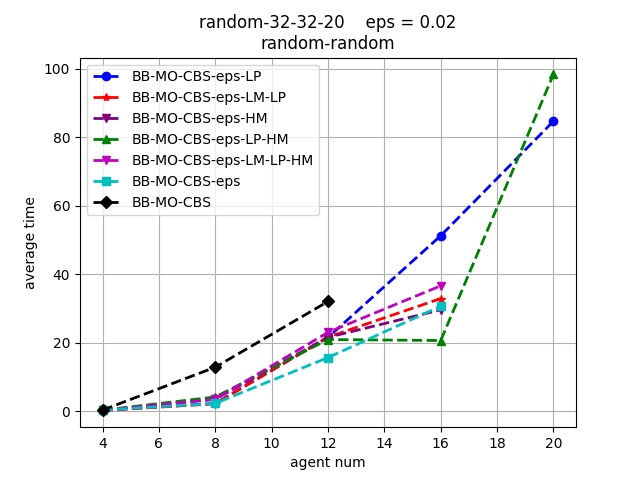 random-32-32-20    eps = 0.02
random-random
100
80
60
40
20
0
average time
BB-MO-CBS-eps-LP
BB-MO-CBS-eps-LM-LP
BB-MO-CBS-eps-HM
BB-MO-CBS-eps-LP-HM
BB-MO-CBS-eps-LM-LP-HM
BB-MO-CBS-eps
BB-MO-CBS
4 6 8 10 12 14 16 18 20
agent num